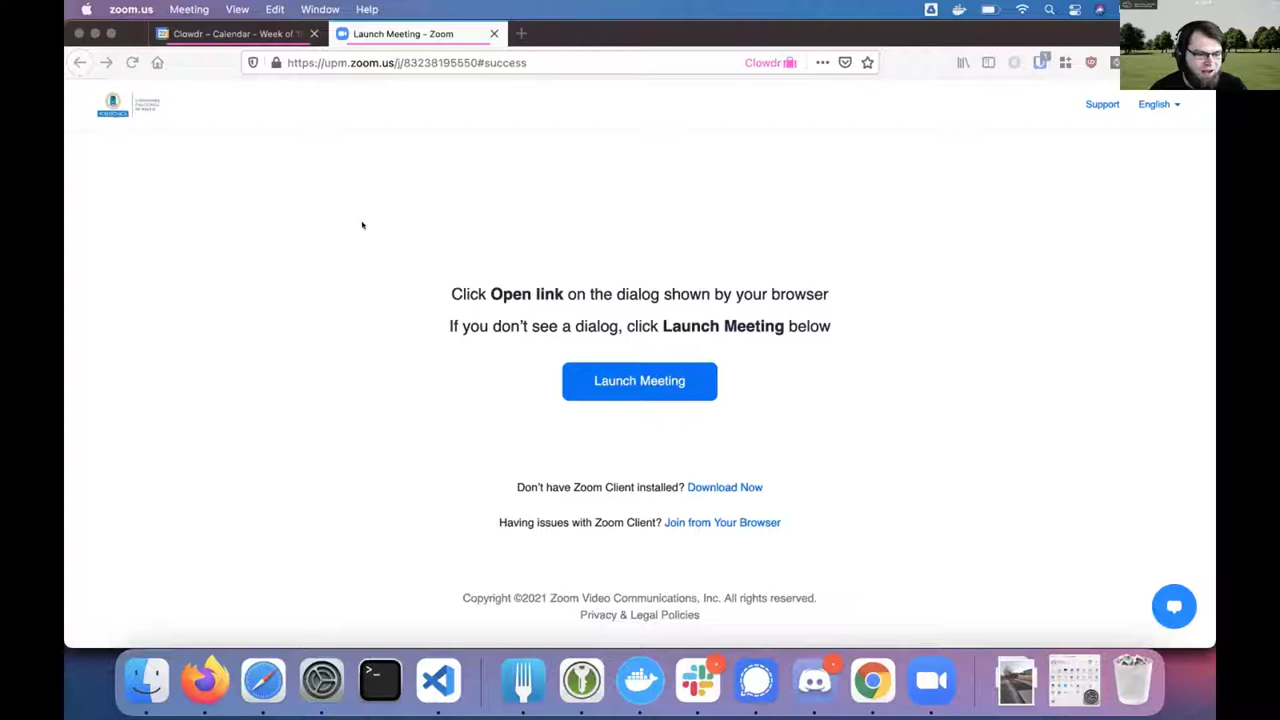 zoom.us Meeting View Edit Window Help
Clowdr – Calendar - Week of
Launch Meeting - Zoom
https://upm.zoom.us/j/83238195550#success
Clowdr
POLITÉCNICA
Support
English
Click Open link on the dialog shown by your browser
If you don't see a dialog, click Launch Meeting below
Launch Meeting
Don't have Zoom Client installed? Download Now
Having issues with Zoom Client? Join from Your Browser
Copyright ©2021 Zoom Video Communications, Inc. All rights reserved.
Privacy & Legal Policies